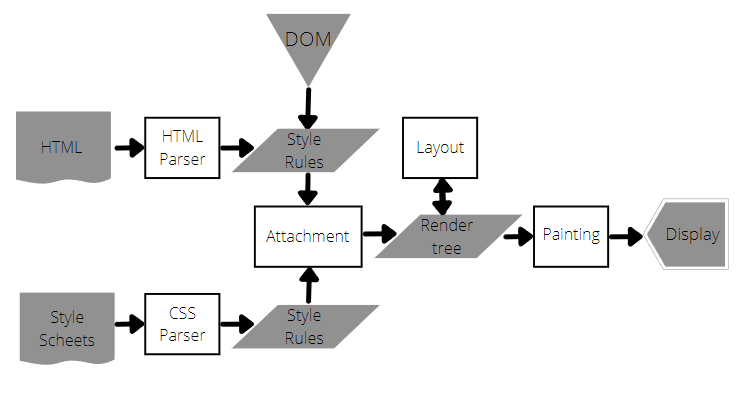 DOM
HTML
HTML
Parser
Style
Rules
Layout
Attachment
Render
tree
Painting
Display
Style
Scheets
CSS
Parser
Style
Rules